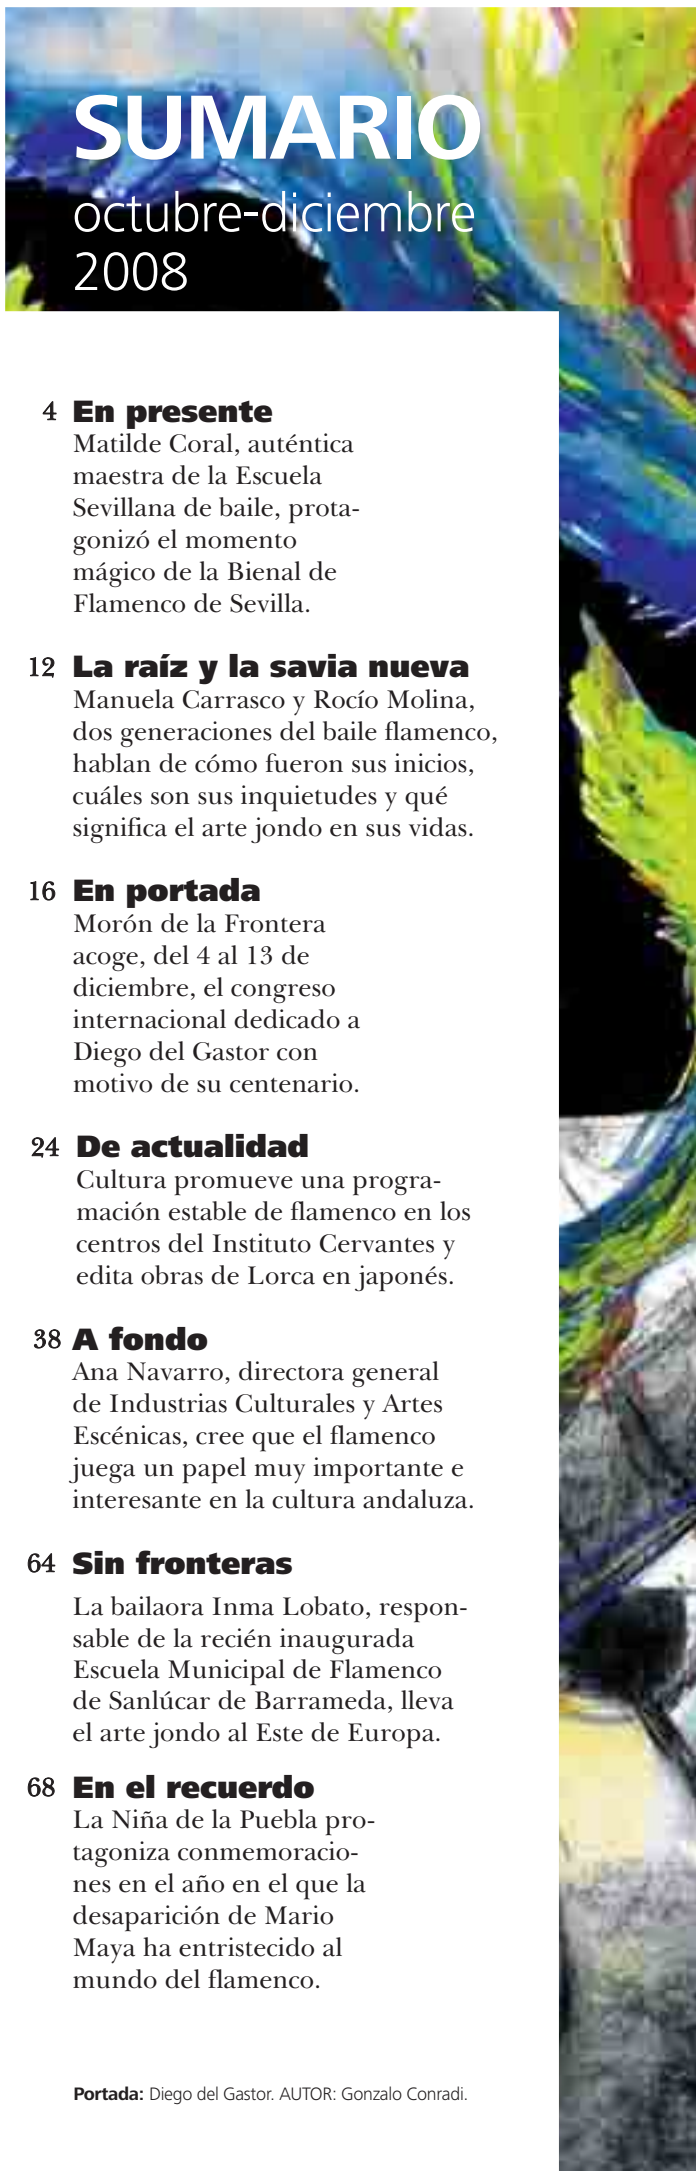 SUMARIO
octubre-diciembre
2008
4 En presente
Matilde Coral, auténtica
maestra de la Escuela
Sevillana de baile, prota-
gonizó el momento
mágico de la Bienal de
Flamenco de Sevilla.
12 La raíz y la savia nueva
Manuela Carrasco y Rocío Molina,
dos generaciones del baile flamenco,
hablan de cómo fueron sus inicios,
cuáles son sus inquietudes y qué
significa el arte jondo en sus vidas.
16 En portada
Morón de la Frontera
acoge, del 4 al 13 de
diciembre, el congreso
internacional dedicado a
Diego del Gastor con
motivo de su centenario.
24 De actualidad
Cultura promueve una progra-
mación estable de flamenco en los
centros del Instituto Cervantes y
edita obras de Lorca en japonés.
38 A fondo
Ana Navarro, directora general
de Industrias Culturales y Artes
Escénicas, cree que el flamenco
juega un papel muy importante e
interesante en la cultura andaluza.
64 Sin fronteras
La bailaora Inma Lobato, respon-
sable de la recién inaugurada
Escuela Municipal de Flamenco
de Sanlúcar de Barrameda, lleva
el arte jondo al Este de Europa.
68 En el recuerdo
La Niña de la Puebla pro-
tagoniza conmemoracio-
nes en el año en el que la
desaparición de Mario
Maya ha entristecido al
mundo del flamenco.
Portada: Diego del Gastor. AUTOR: Gonzalo Conradi.